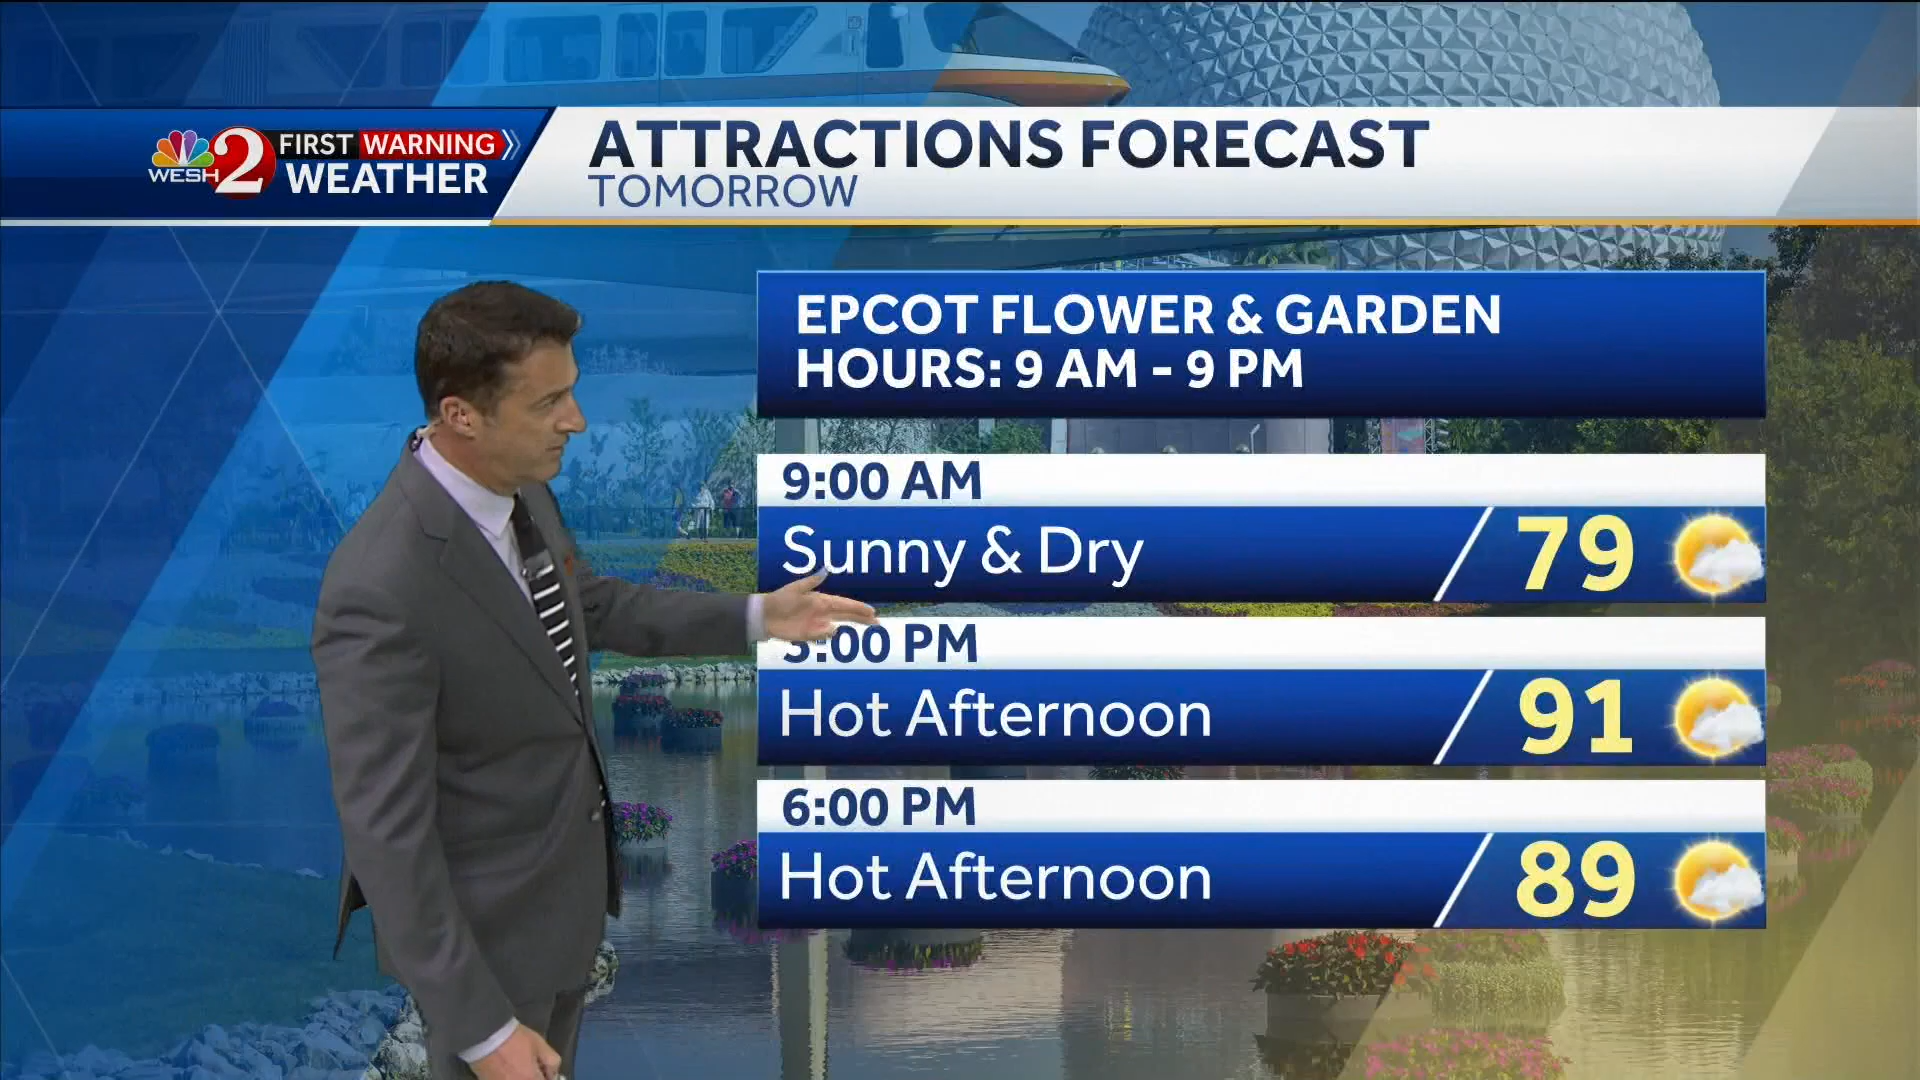 WESH 2
FIRST WARNING
WEATHER
ATTRACTIONS FORECAST
TOMORROW
EPCOT FLOWER & GARDEN
HOURS: 9 AM - 9 PM
9:00 AM
Sunny & Dry
79
PM
Hot Afternoon
91
6:00 PM
Hot Afternoon
89